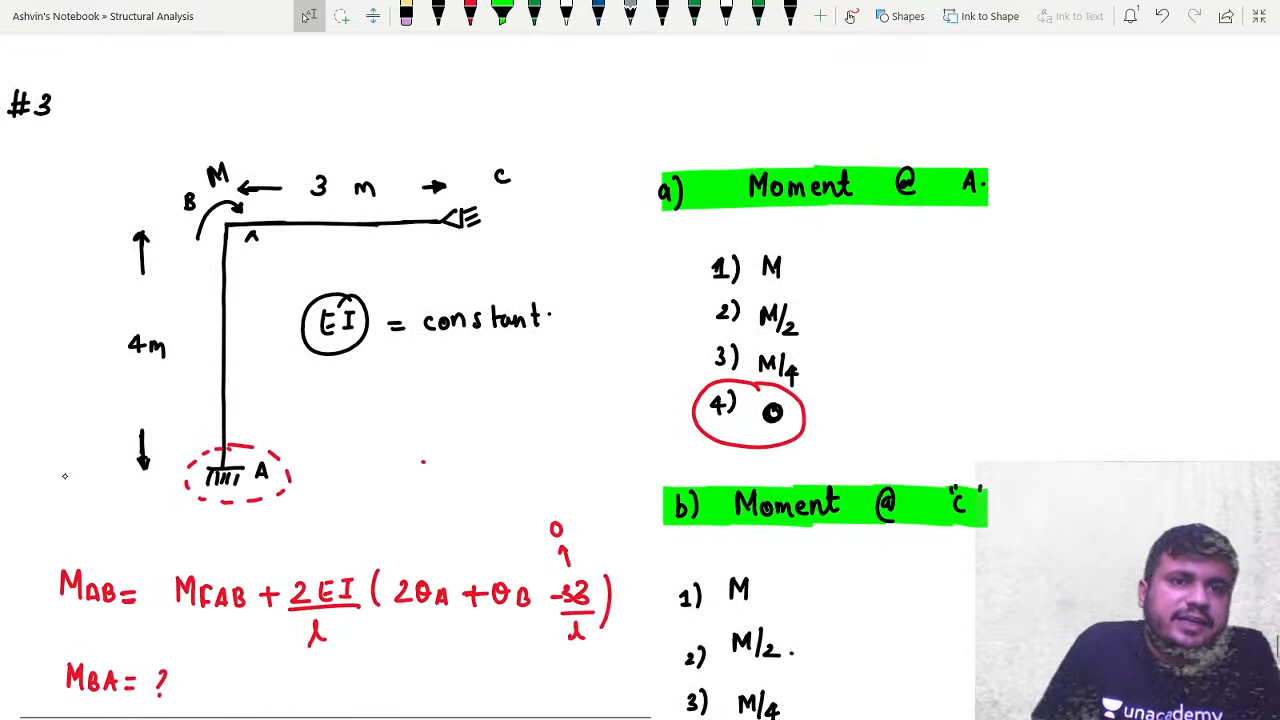 Ashvin's Notebook » Structural Analysis
Shapes
Ink to Shape
Ink to Text
#3
M
B
3 m
C
4m
EI = constant.
A
MAB = MFAB + 2EI/l (2θA + θB - 3δ/l)
0
MBA = ?
a) Moment @ A.
1) M
2) M/2
3) M/4
4) 0
b) Moment @ "C"
1) M
2) M/2.
3) M/4
unacademy